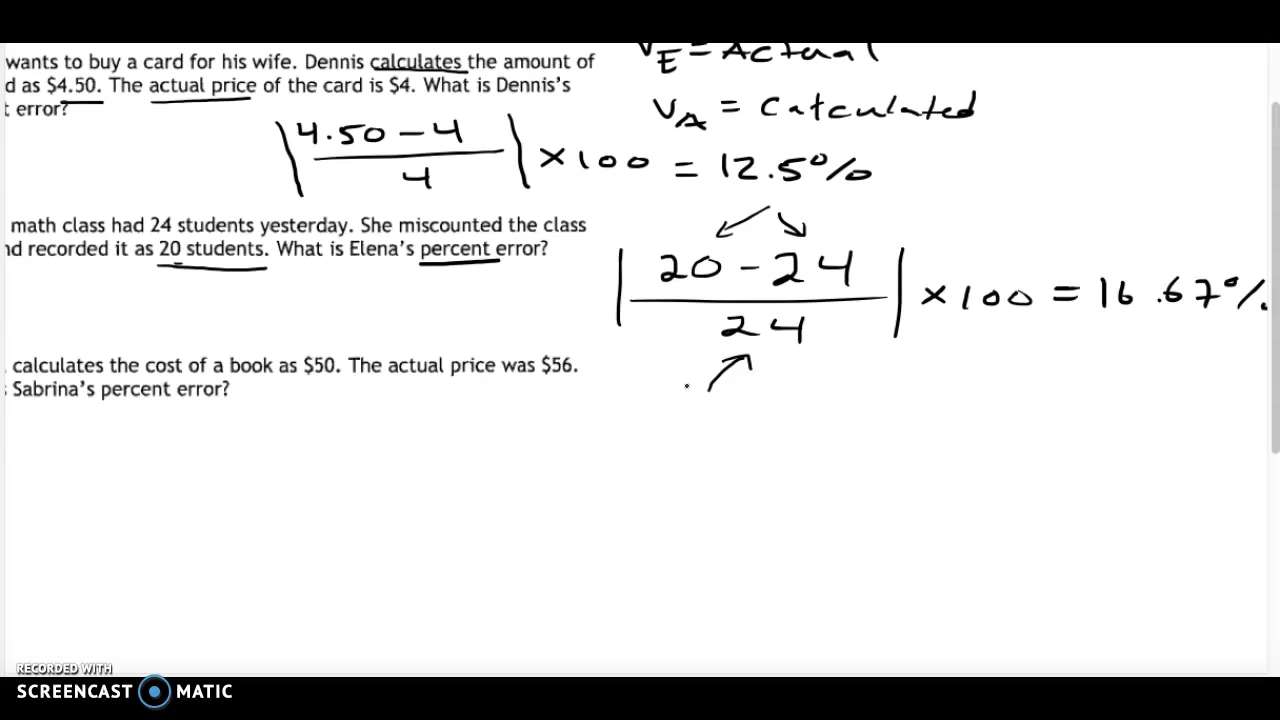 wants to buy a card for his wife. Dennis calculates the amount of
d as $4.50. The actual price of the card is $4. What is Dennis's
t error?
V_E = Actual
V_A = Calculated
|4.50 - 4 / 4| × 100 = 12.5%
math class had 24 students yesterday. She miscounted the class
nd recorded it as 20 students. What is Elena's percent error?
|20 - 24 / 24| × 100 = 16.67%
calculates the cost of a book as $50. The actual price was $56.
Sabrina's percent error?
RECORDED WITH
SCREENCAST MATIC